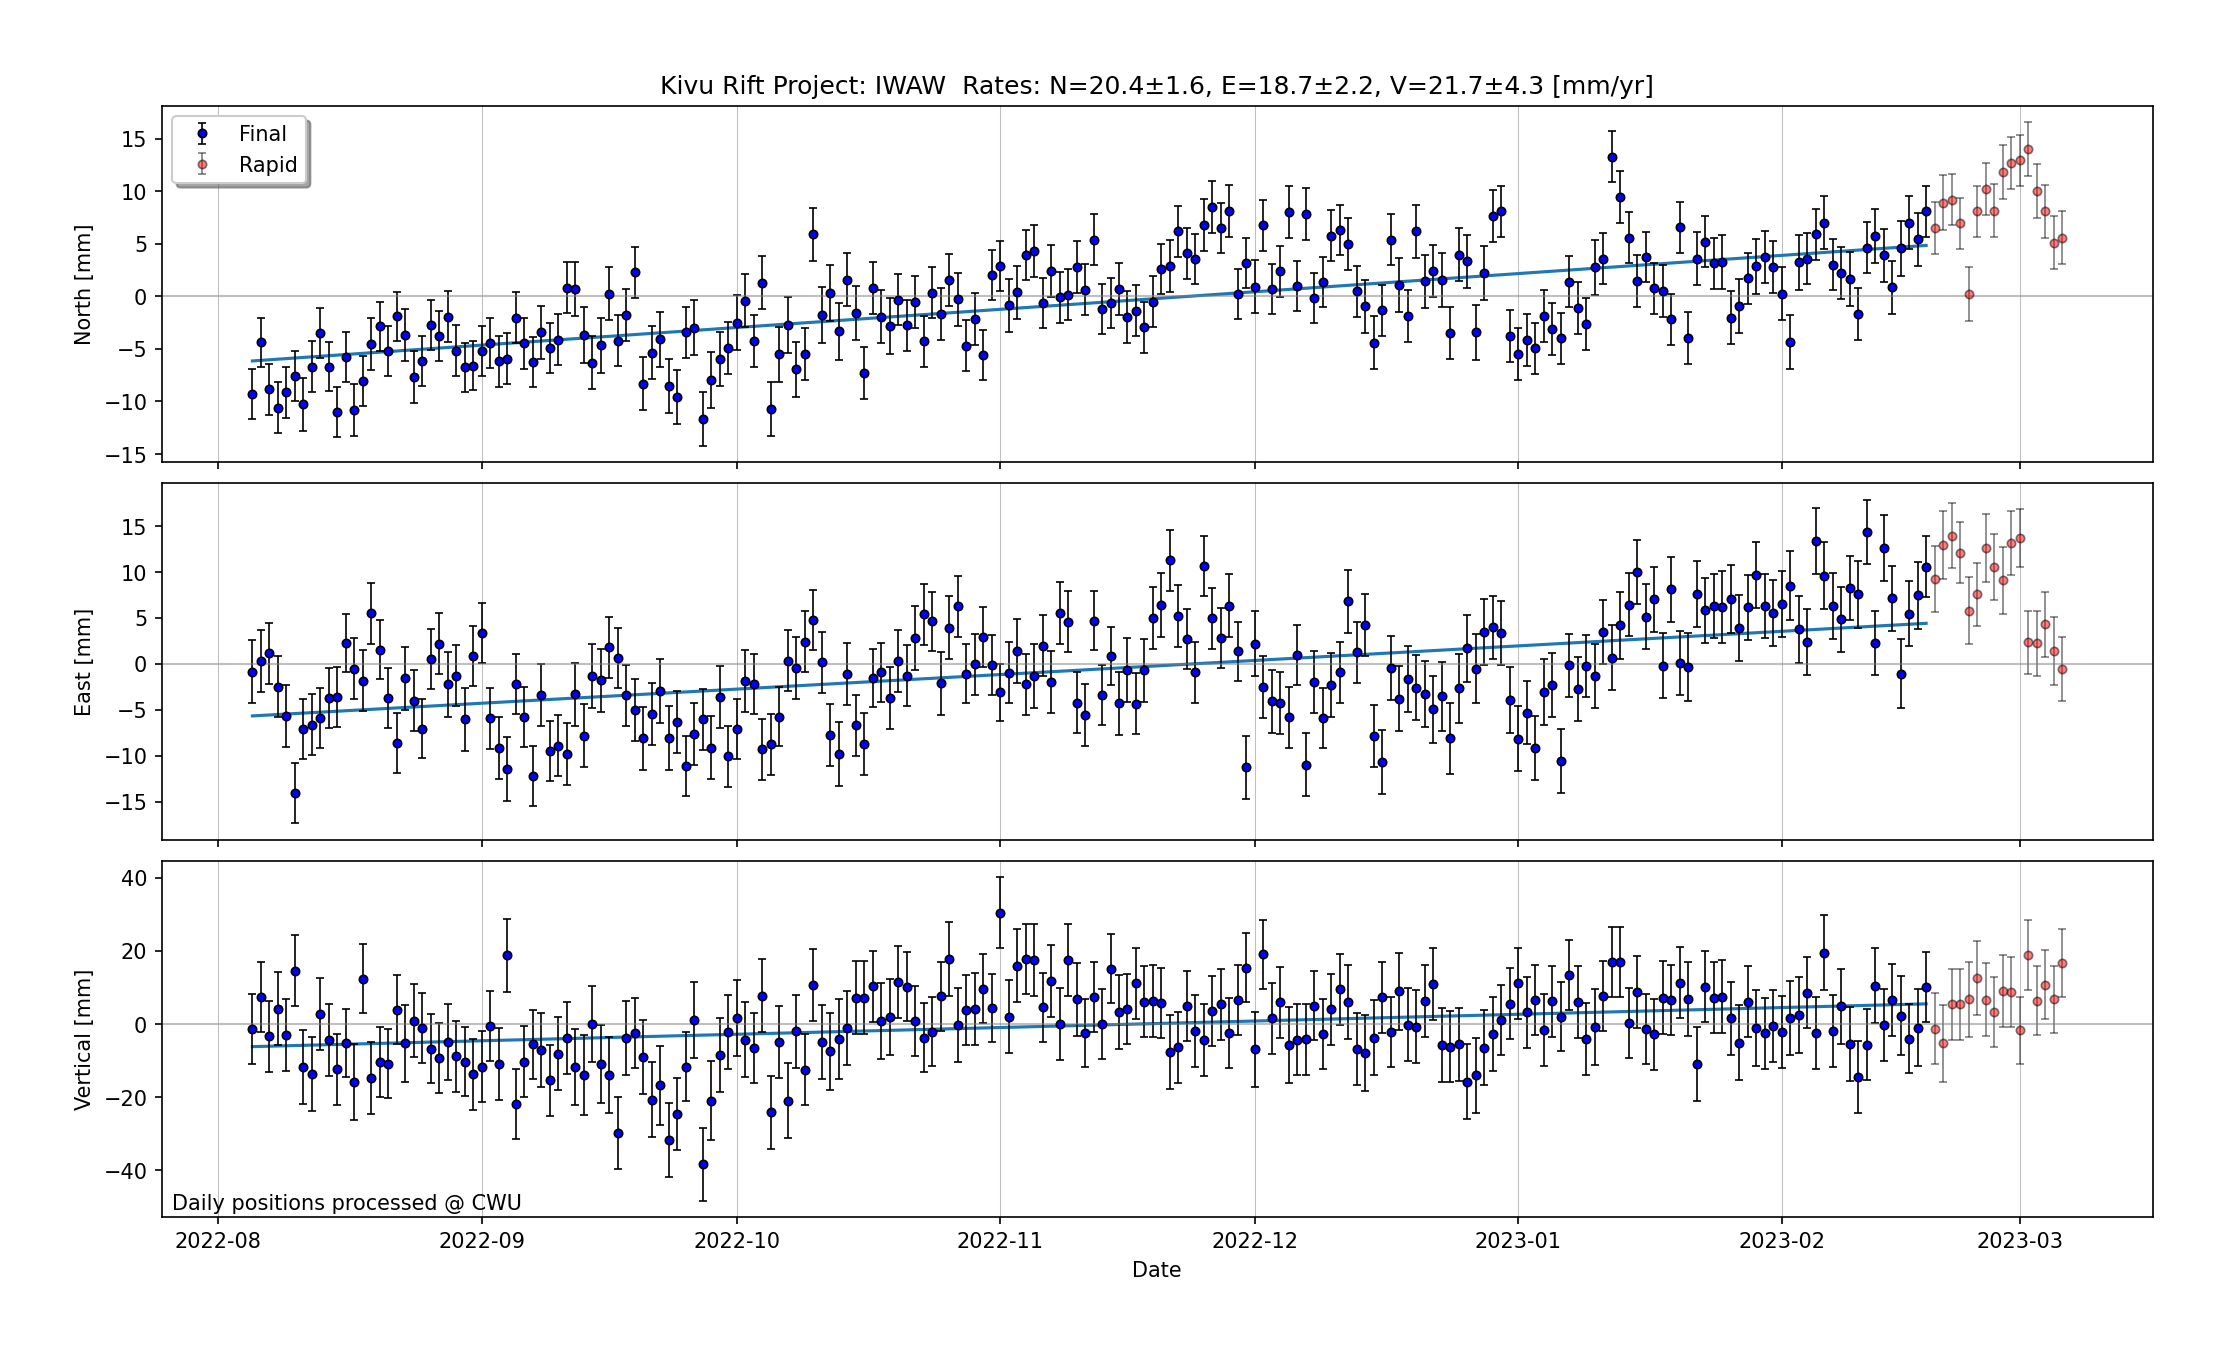 Kivu Rift Project: IWAW  Rates: N=20.4±1.6, E=18.7±2.2, V=21.7±4.3 [mm/yr]
Final
Rapid
North [mm]
15
10
5
0
−5
−10
−15
East [mm]
15
10
5
0
−5
−10
−15
Vertical [mm]
40
20
0
−20
−40
Daily positions processed @ CWU
2022-08 2022-09 2022-10 2022-11 2022-12 2023-01 2023-02 2023-03
Date